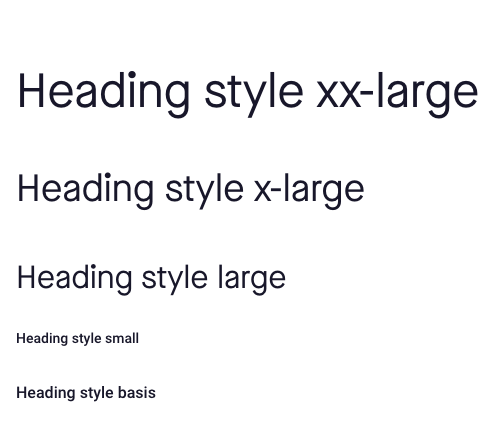 Heading style xx-large
Heading style x-large
Heading style large
Heading style small
Heading style basis